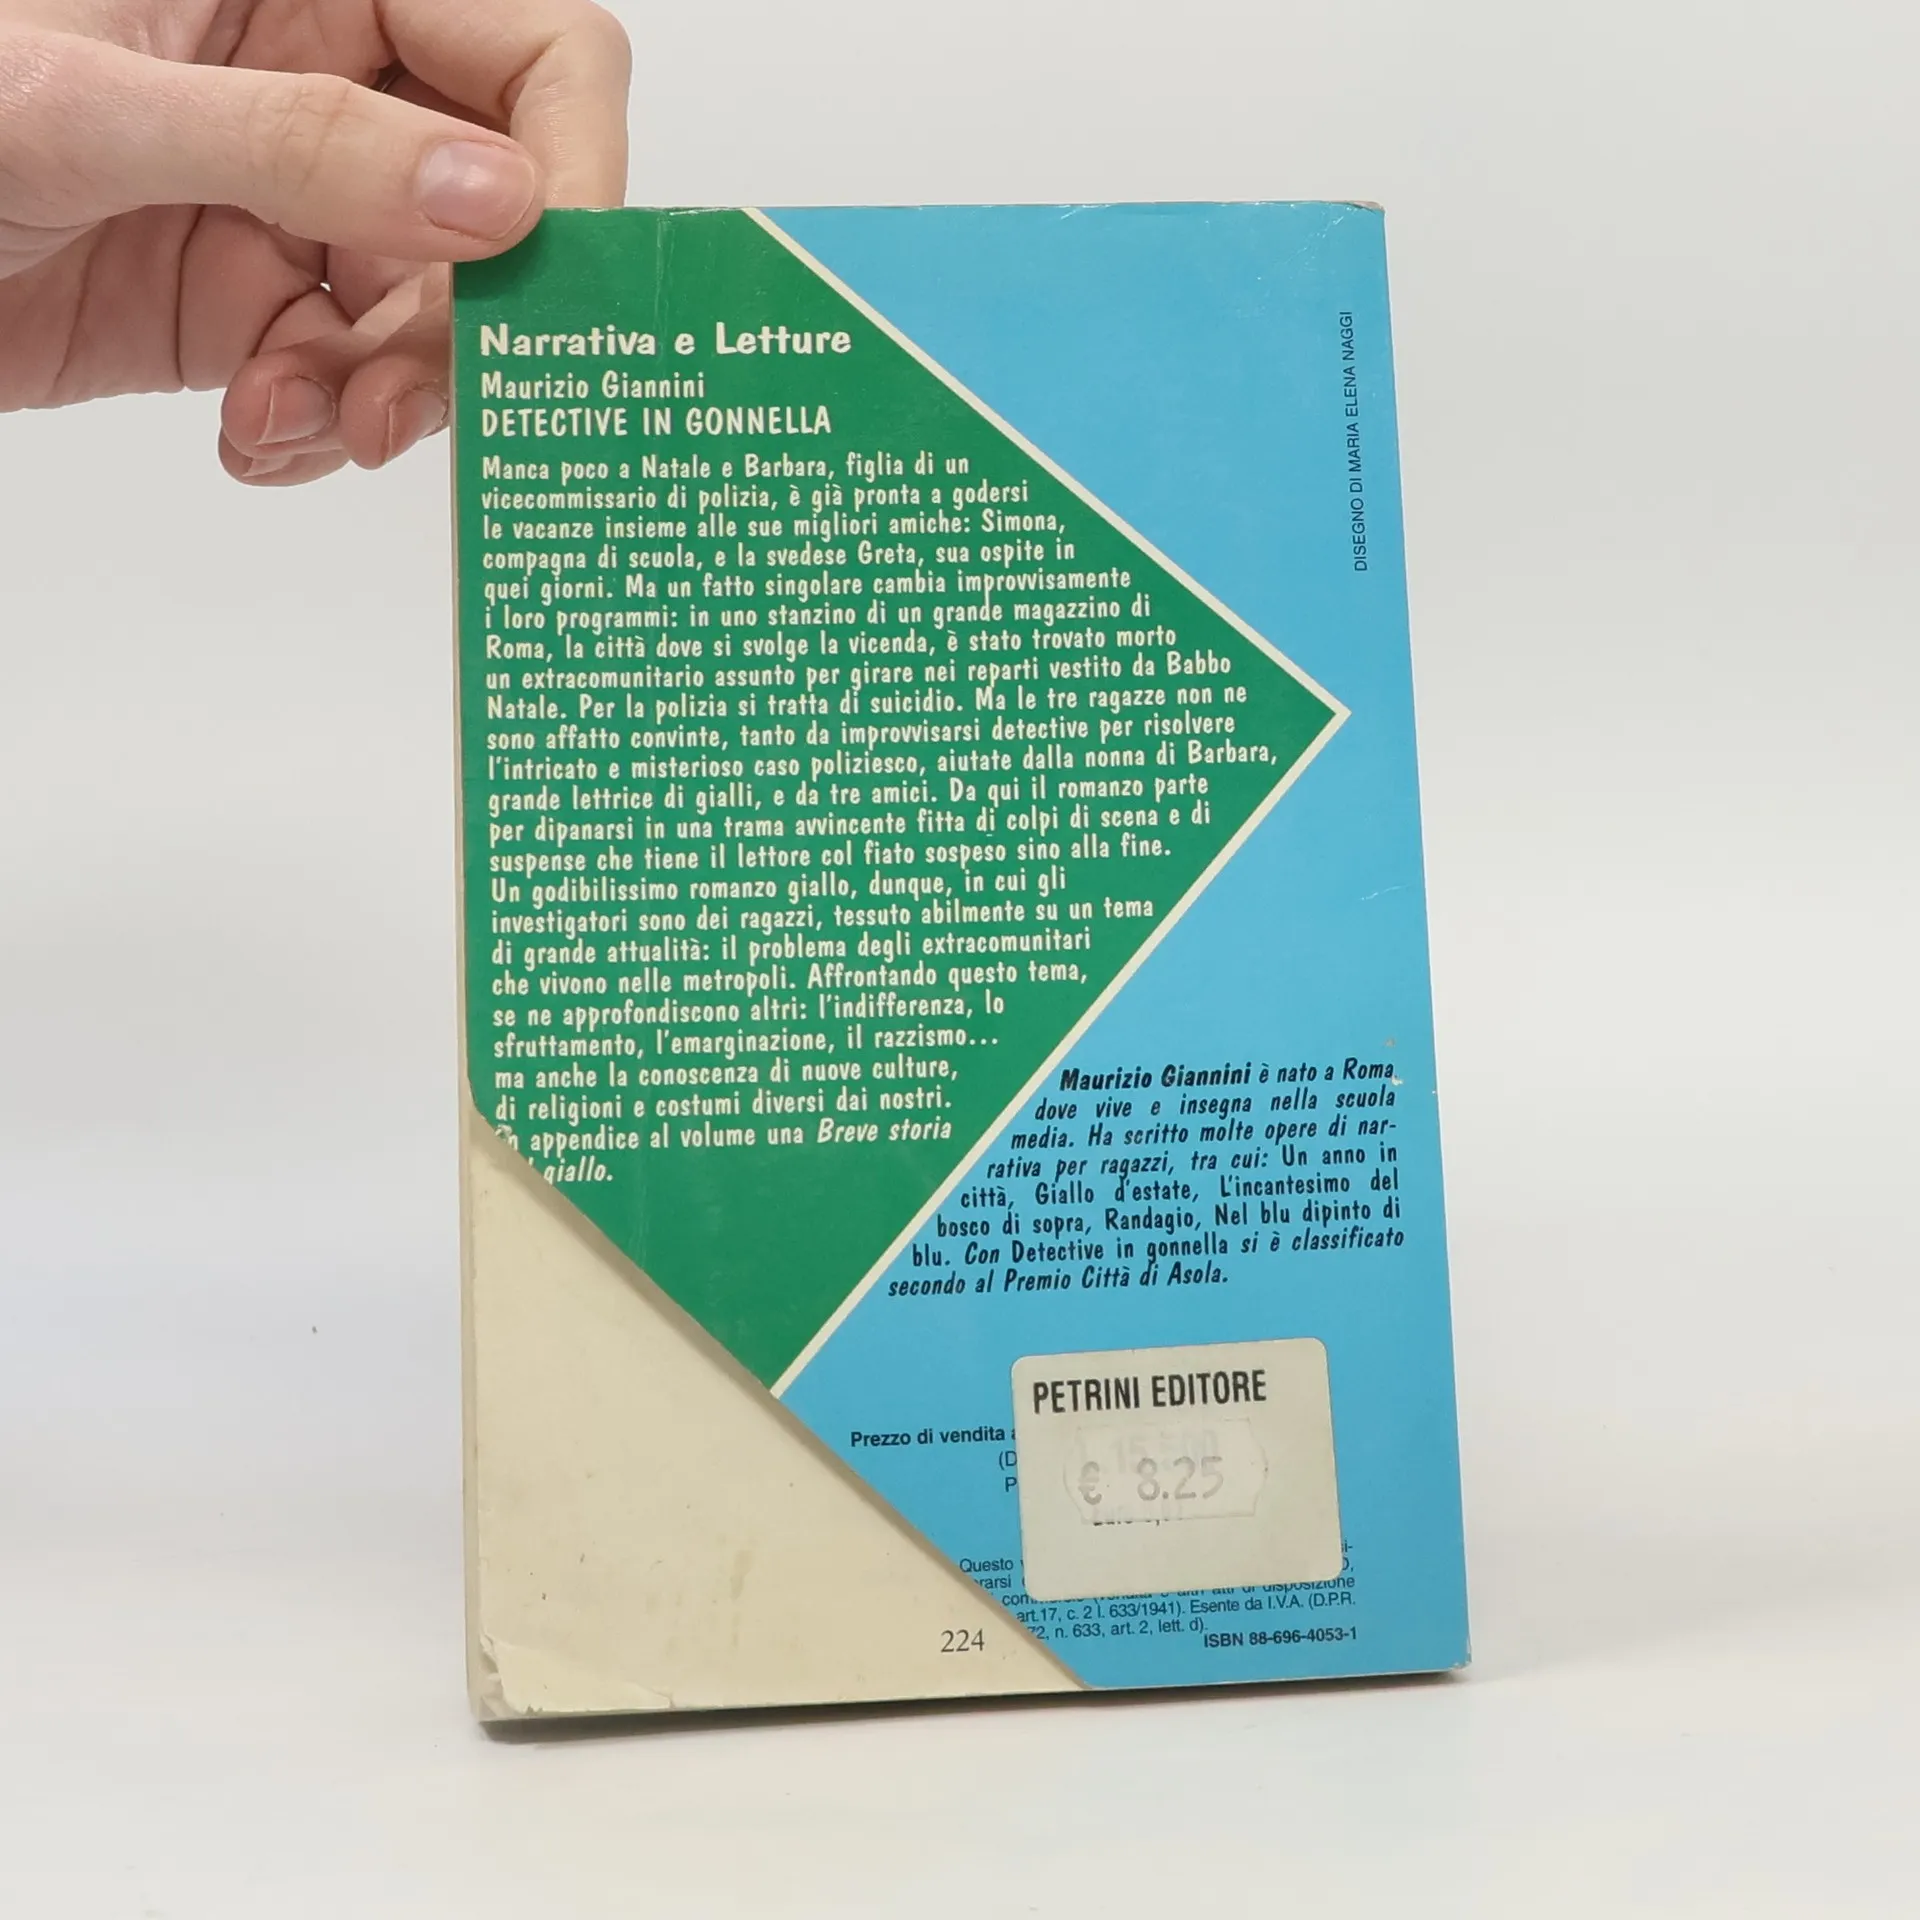 Narrativa e Letture
Maurizio Giannini
DETECTIVE IN GONNELLA
Manca poco a Natale e Barbara, figlia di un
vicecommissario di polizia, è già pronta a godersi
le vacanze insieme alle sue migliori amiche: Simona,
compagna di scuola, e la svedese Greta, sua ospite in
quei giorni. Ma un fatto singolare cambia improvvisamente
i loro programmi: in uno stanzino di un grande magazzino di
Roma, la città dove si svolge la vicenda, è stato trovato morto
un extracomunitario assunto per girare nei reparti vestito da Babbo
Natale. Per la polizia si tratta di suicidio. Ma le tre ragazze non ne
sono affatto convinte, tanto da improvvisarsi detective per risolvere
l'intricato e misterioso caso poliziesco, aiutate dalla nonna di Barbara,
grande lettrice di gialli, e da tre amici. Da qui il romanzo parte
per dipanarsi in una trama avvincente fitta di colpi di scena e di
suspense che tiene il lettore col fiato sospeso sino alla fine.
Un godibilissimo romanzo giallo, dunque, in cui gli
investigatori sono dei ragazzi, tessuto abilmente su un tema
di grande attualità: il problema degli extracomunitari
che vivono nelle metropoli. Affrontando questo tema,
se ne approfondiscono altri: l'indifferenza, lo
sfruttamento, l'emarginazione, il razzismo...
ma anche la conoscenza di nuove culture,
di religioni e costumi diversi dai nostri.
appendice al volume una Breve storia
giallo.
DISEGNO DI MARIA ELENA NAGGI
Maurizio Giannini è nato a Roma
dove vive e insegna nella scuola
media. Ha scritto molte opere di nar-
rativa per ragazzi, tra cui: Un anno in
città, Giallo d'estate, L'incantesimo del
bosco di sopra, Randagio, Nel blu dipinto di
blu. Con Detective in gonnella si è classificato
secondo al Premio Città di Asola.
PETRINI EDITORE
€ 8.25
Prezzo di vendita
Questo
art.17, c. 2 l. 633/1941). Esente da I.V.A. (D.P.R.
n. 633, art. 2, lett. d).
ISBN 88-696-4053-1
224